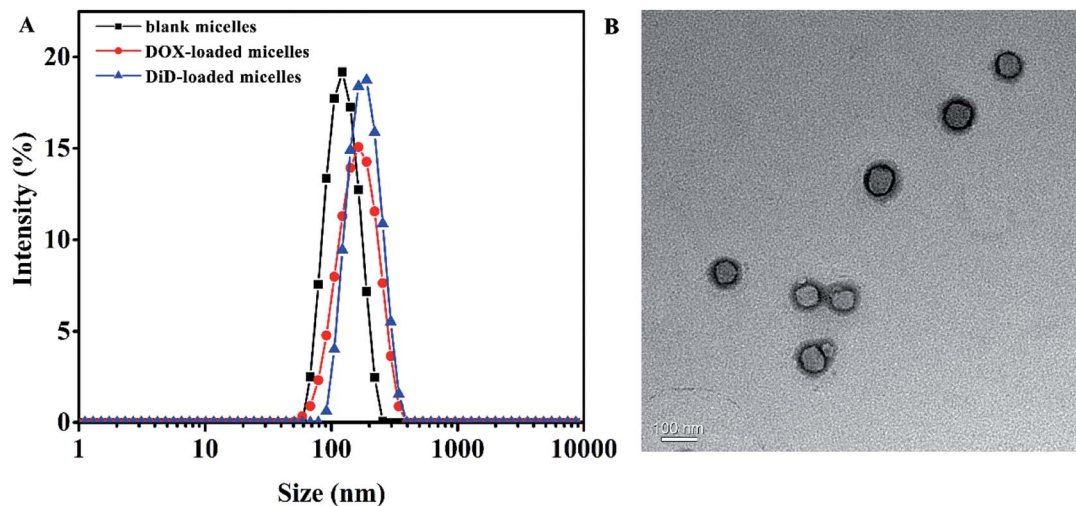 A
blank micelles
DOX-loaded micelles
DiD-loaded micelles
20
15
10
5
0
Intensity (%)
1 10 100 1000 10000
Size (nm)
B
100 nm